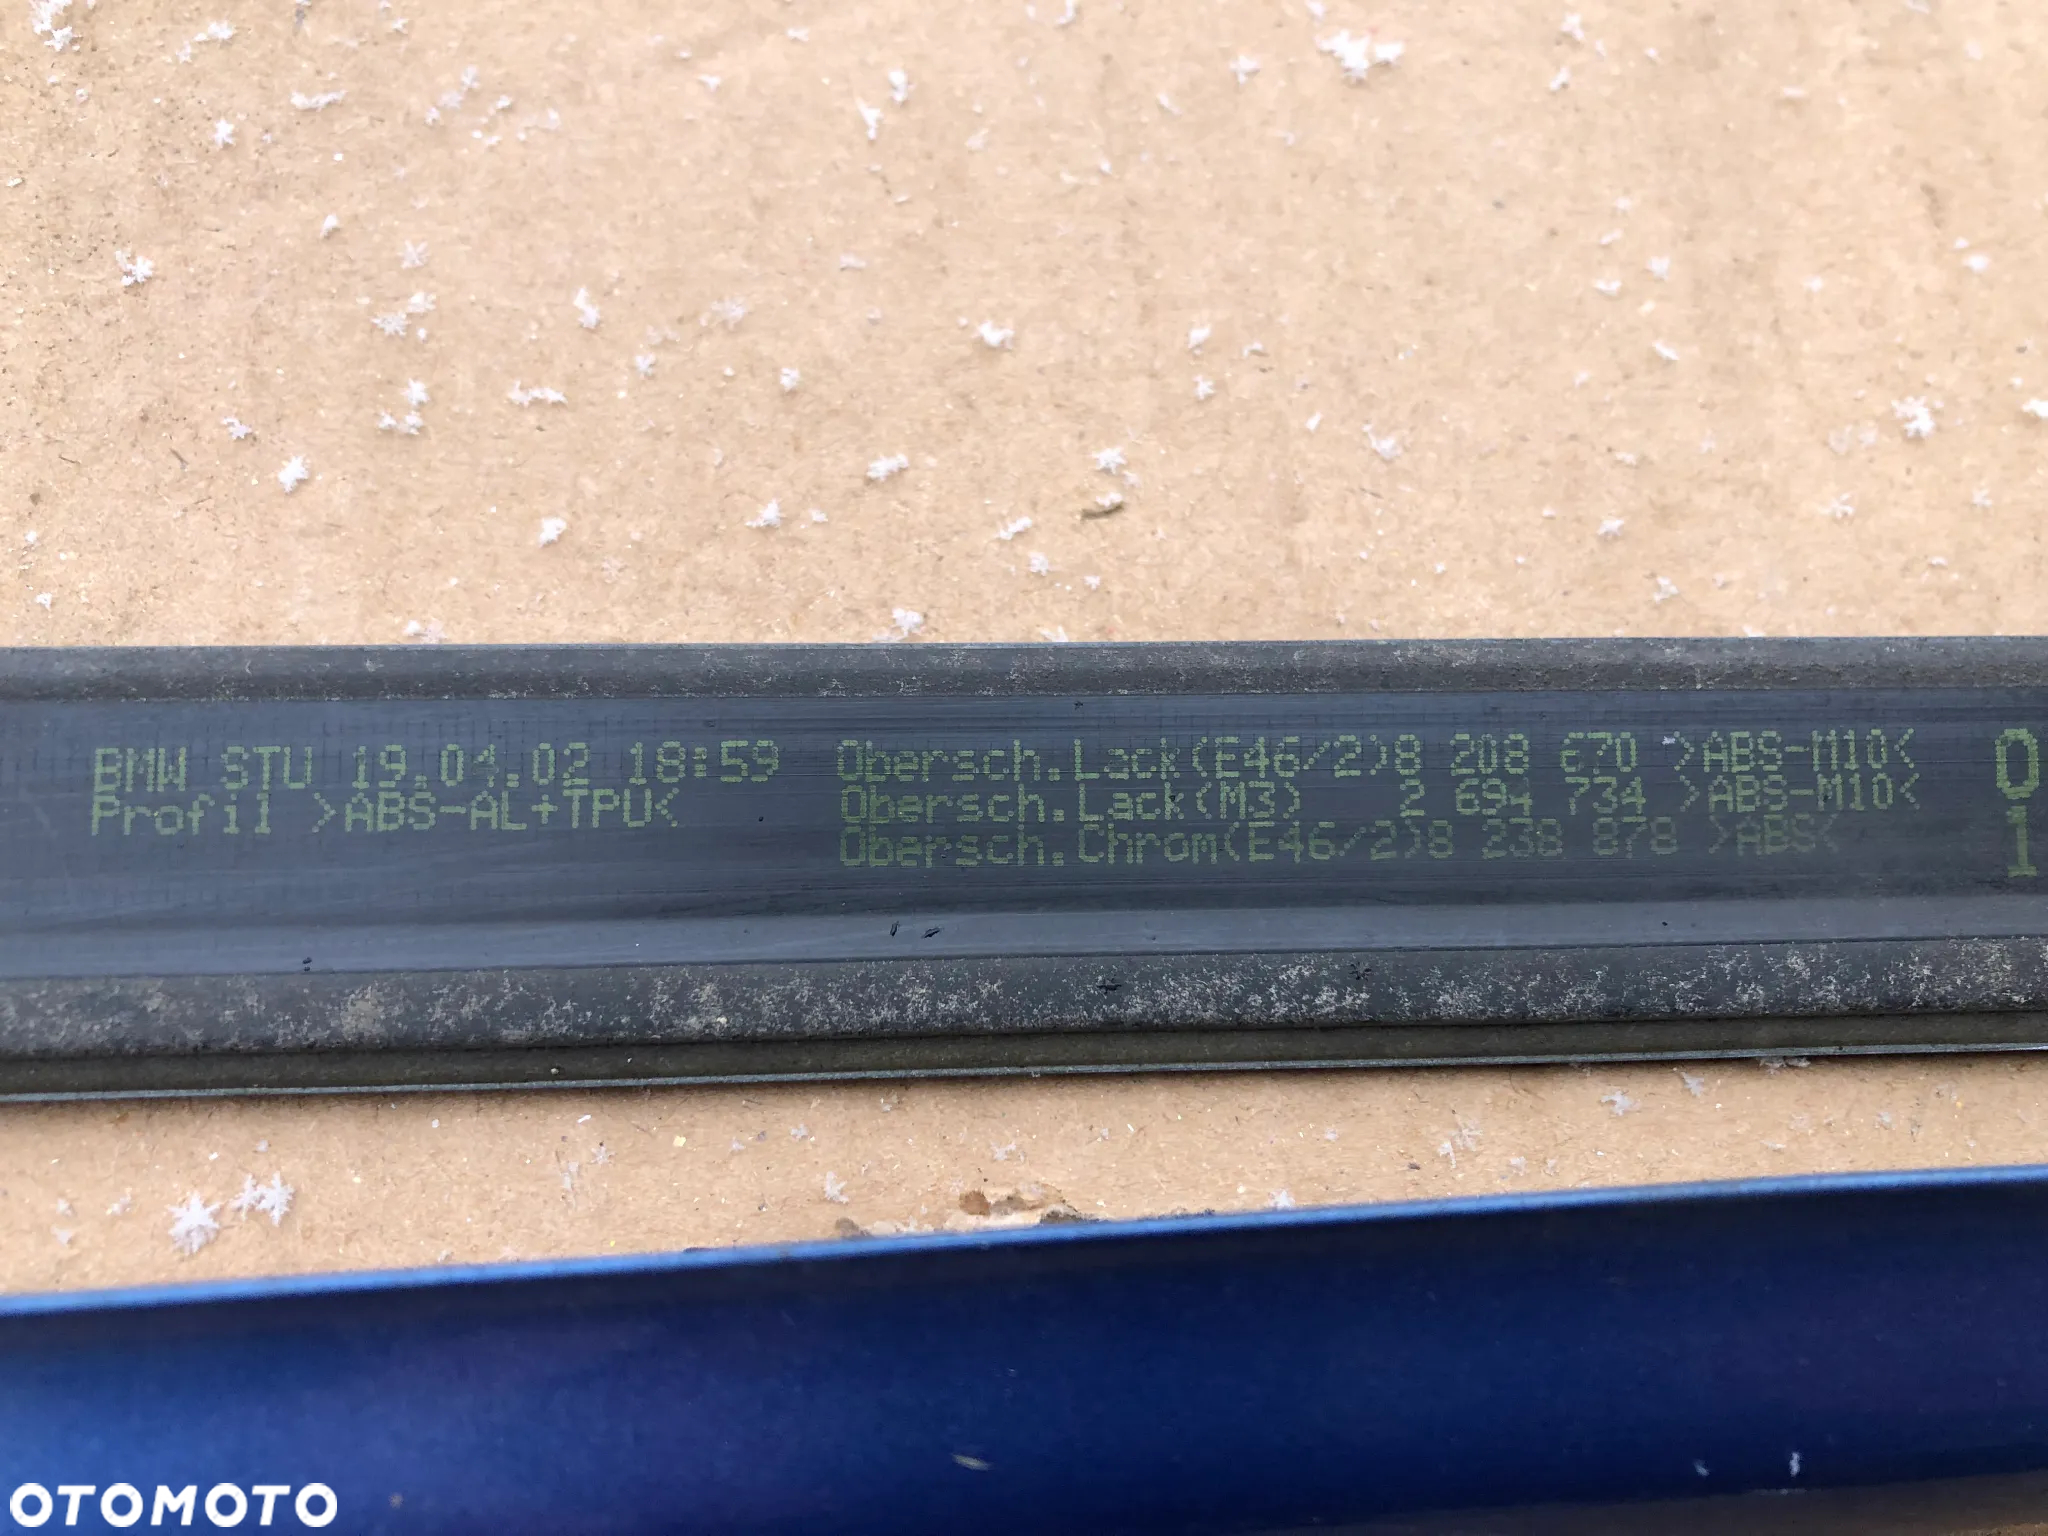 BMW STU 19.04.02 18:59
Profil >ABS-AL+TPU<
Obersch.Lack(E46/2)8 208 670 >ABS-M10<
Obersch.Lack(M3) 2 694 734 >ABS-M10<
Obersch.Chrom(E46/2)8 238 878 >ABS<
0
1
OTOMOTO